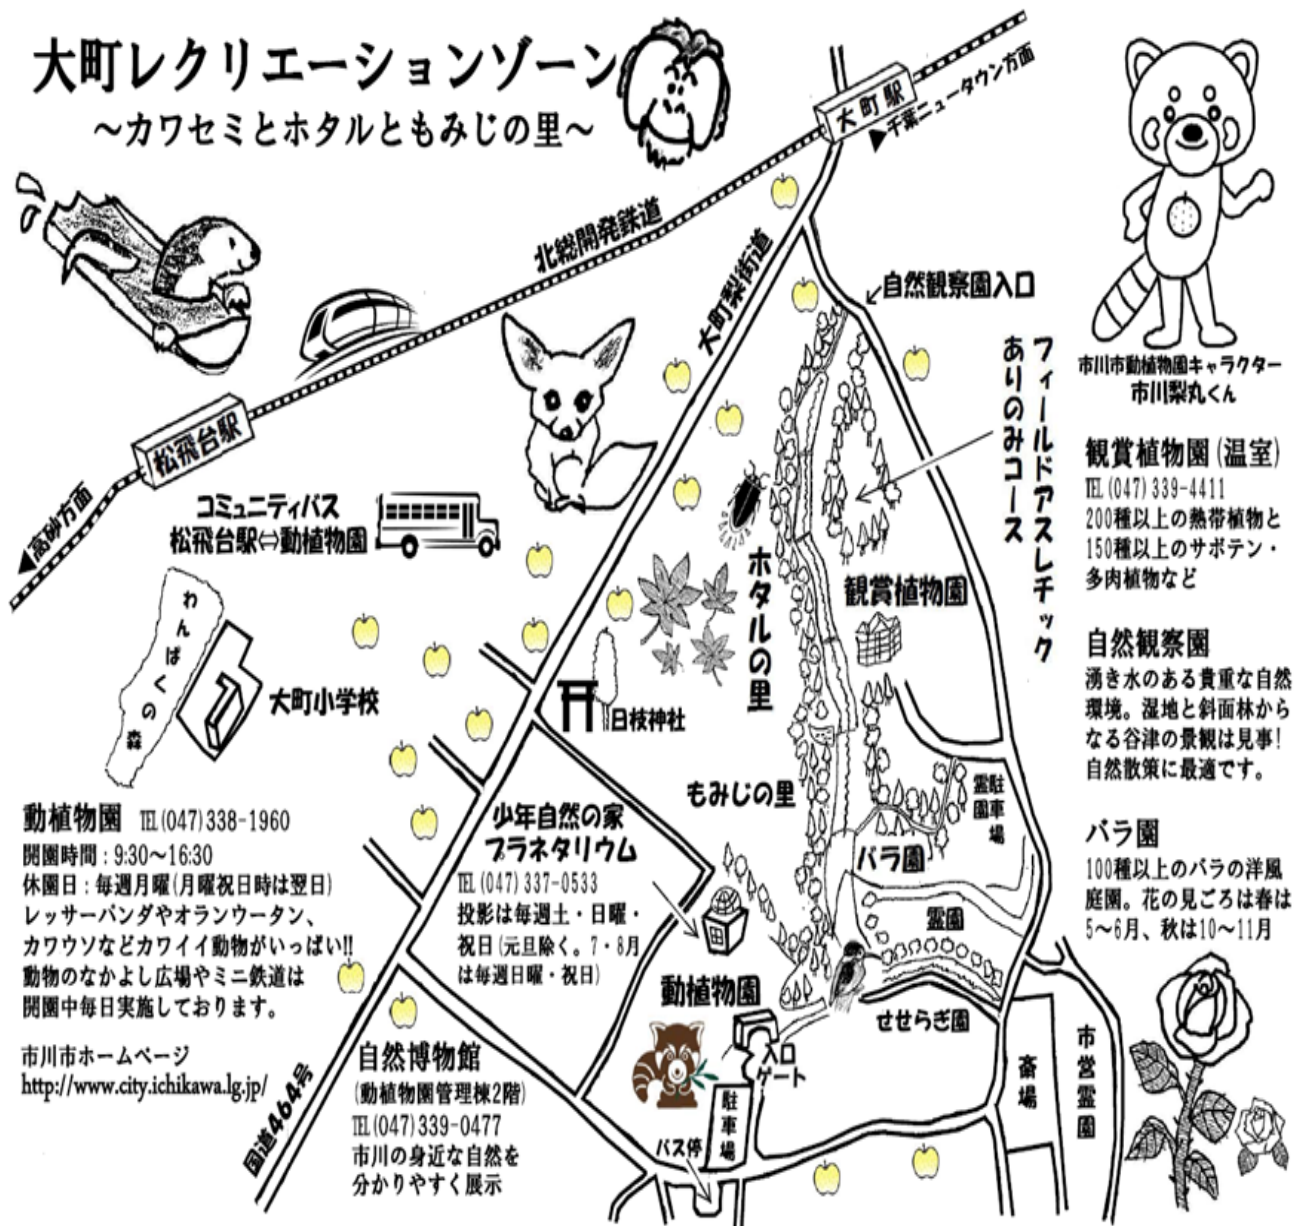 大町レクリエーションゾーン
～カワセミとホタルともみじの里～
大町駅
▶千葉ニュータウン方面
北総開発鉄道
大町梨街道
自然観察園入口
フィールドアスレチック
ありのみコース
市川市動植物園キャラクター
市川梨丸くん
松飛台駅
◀高砂方面
コミュニティバス
松飛台駅⇔動植物園
観賞植物園(温室)
℡(047)339-4411
200種以上の熱帯植物と
150種以上のサボテン・
多肉植物など
わんぱくの森
大町小学校
ホタルの里
観賞植物園
日枝神社
自然観察園
湧き水のある貴重な自然
環境。湿地と斜面林から
なる谷津の景観は見事!
自然散策に最適です。
もみじの里
霊園
駐車場
動植物園 ℡(047)338-1960
開園時間：9:30～16:30
休園日：毎週月曜(月曜祝日時は翌日)
レッサーパンダやオランウータン、
カワウソなどカワイイ動物がいっぱい!!
動物のなかよし広場やミニ鉄道は
開園中毎日実施しております。
少年自然の家
プラネタリウム
℡(047)337-0533
投影は毎週土・日曜・
祝日(元旦除く。7・8月
は毎週日曜・祝日)
バラ園
霊園
バラ園
100種以上のバラの洋風
庭園。花の見ごろは春は
5～6月、秋は10～11月
動植物園
せせらぎ園
入口
ゲート
斎場
市営霊園
市川市ホームページ
http://www.city.ichikawa.lg.jp/
国道464号
自然博物館
(動植物園管理棟2階)
℡(047)339-0477
市川の身近な自然を
分かりやすく展示
駐車場
バス停